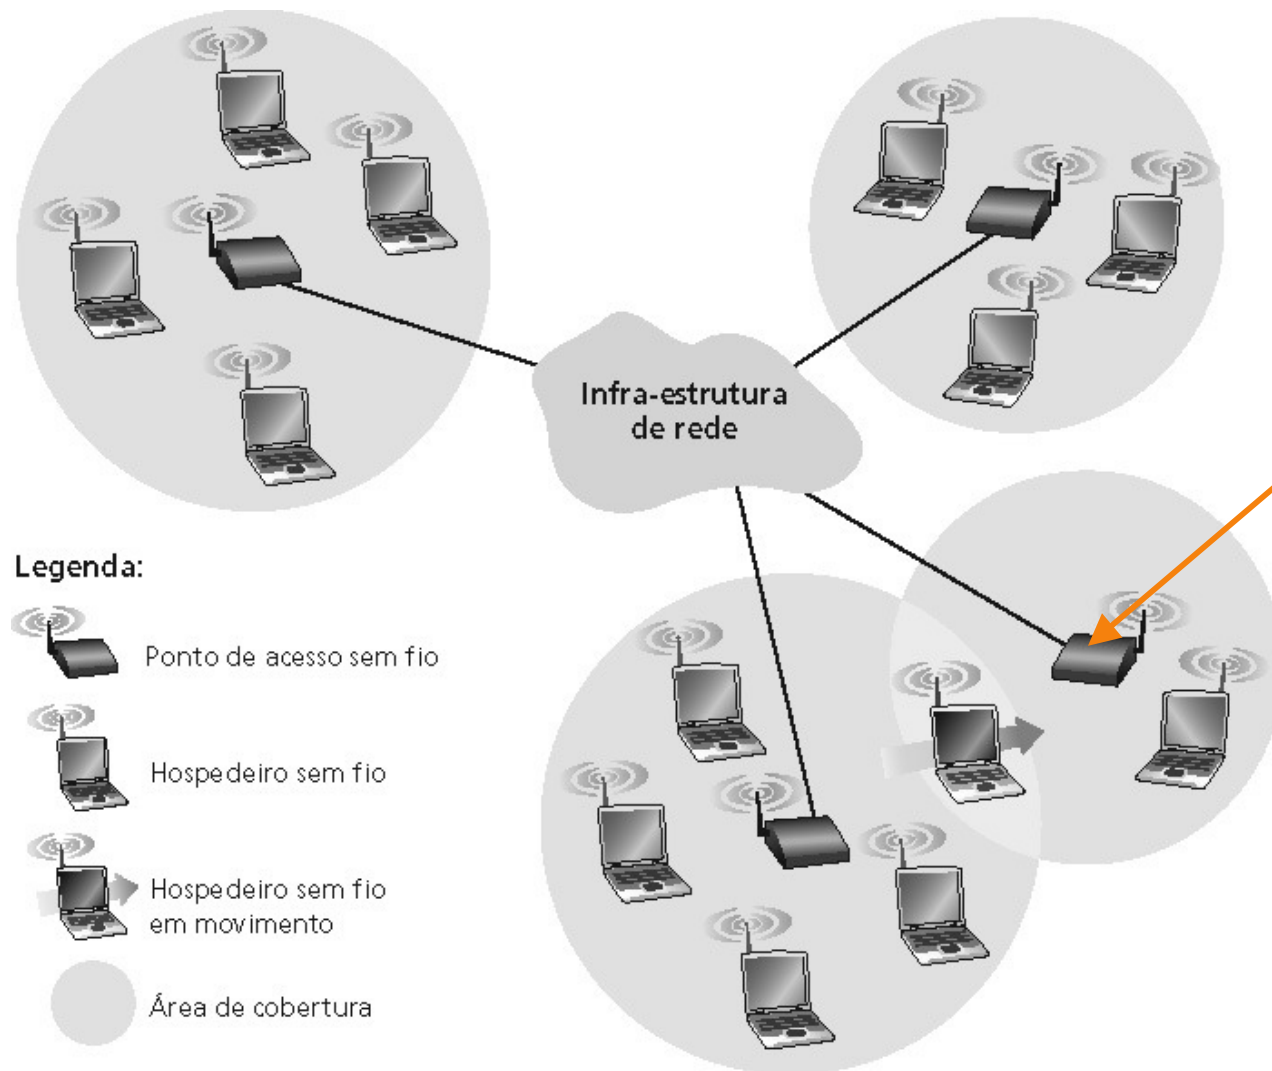 Infra-estrutura
de rede
Legenda:
Ponto de acesso sem fio
Hospedeiro sem fio
Hospedeiro sem fio
em movimento
Área de cobertura